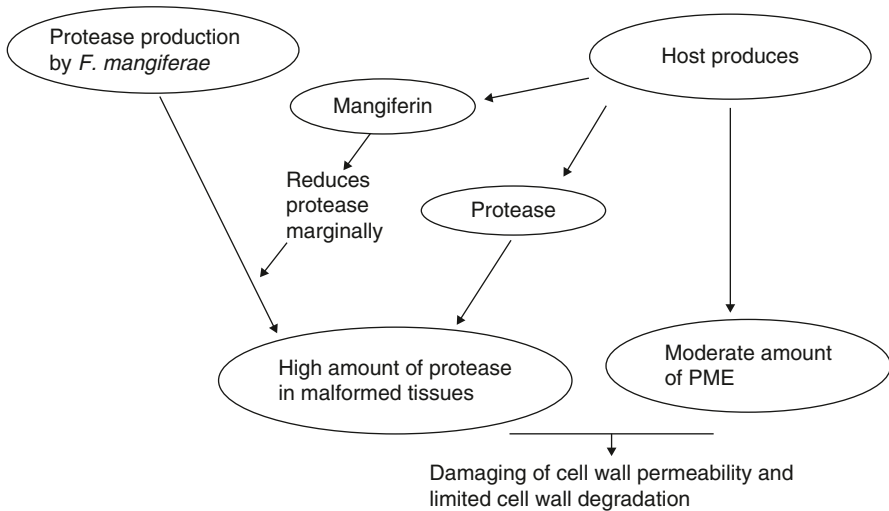 Protease production
by F. mangiferae
Host produces
Mangiferin
Reduces
protease
marginally
Protease
High amount of protease
in malformed tissues
Moderate amount
of PME
Damaging of cell wall permeability and
limited cell wall degradation